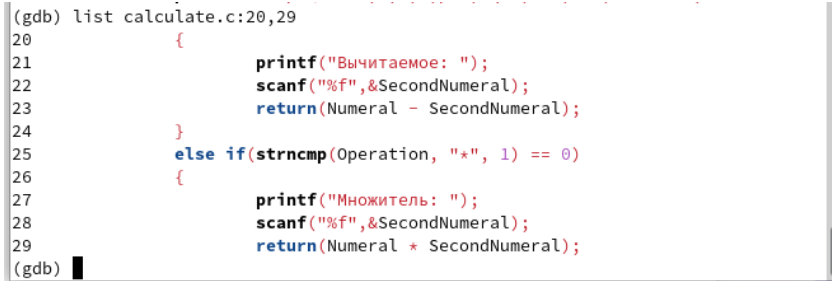 (gdb) list calculate.c:20,29
20 {
21 printf("Вычитаемое: ");
22 scanf("%f",&SecondNumeral);
23 return(Numeral - SecondNumeral);
24 }
25 else if(strncmp(Operation, "*", 1) == 0)
26 {
27 printf("Множитель: ");
28 scanf("%f",&SecondNumeral);
29 return(Numeral * SecondNumeral);
(gdb)